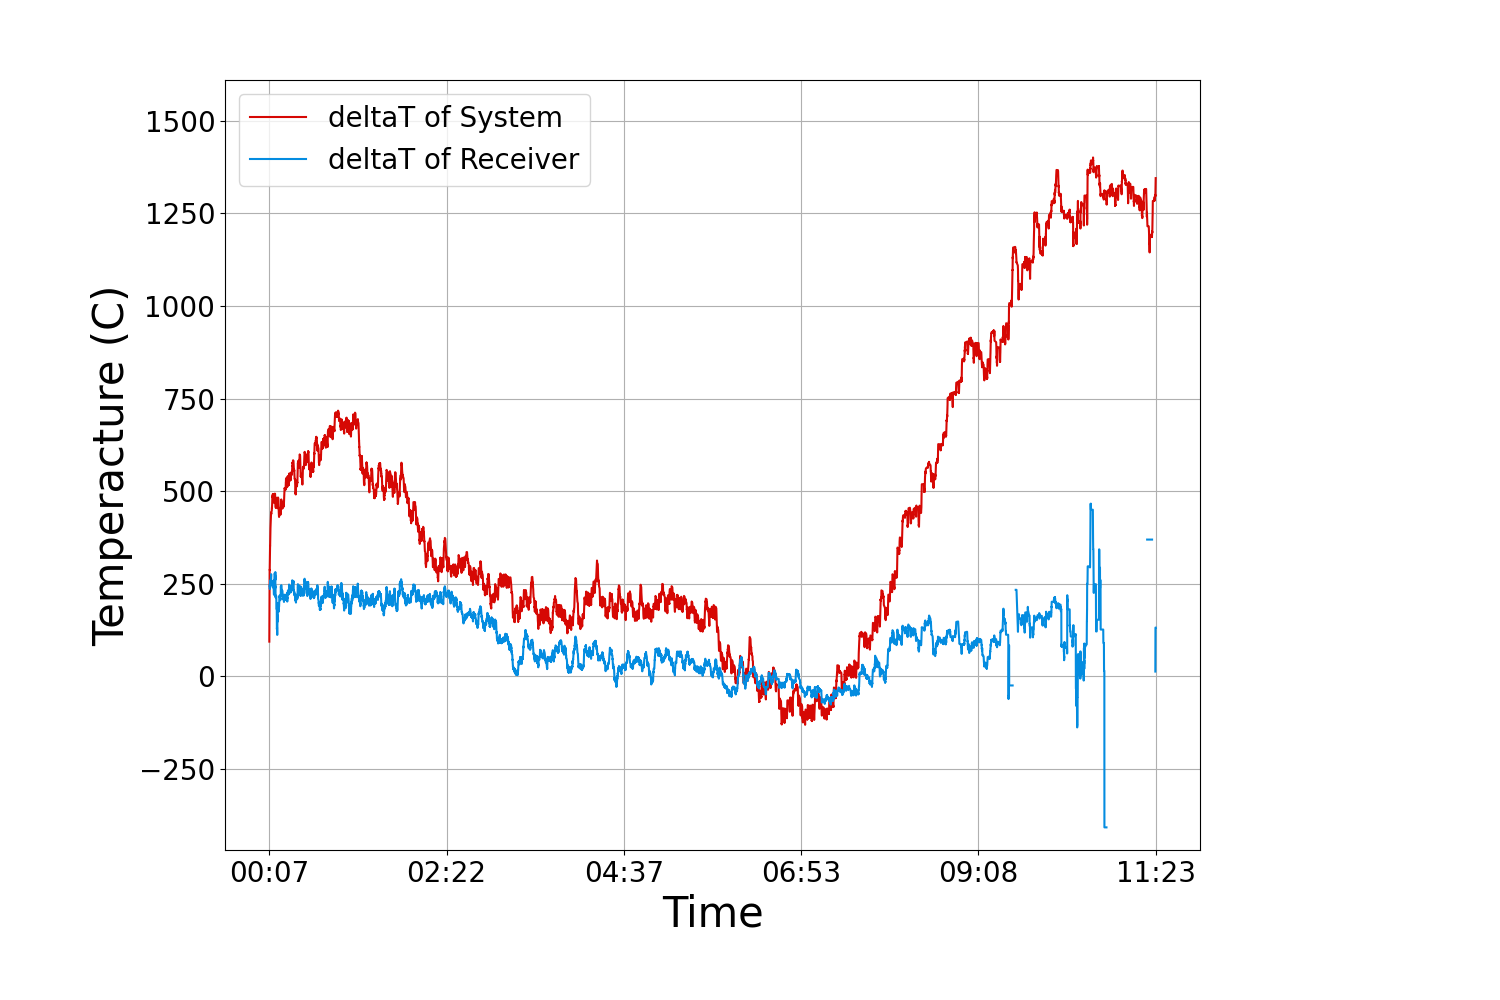 deltaT of System
deltaT of Receiver
1500
1250
1000
750
500
250
0
−250
Temperacture (C)
00:07 02:22 04:37 06:53 09:08 11:23
Time